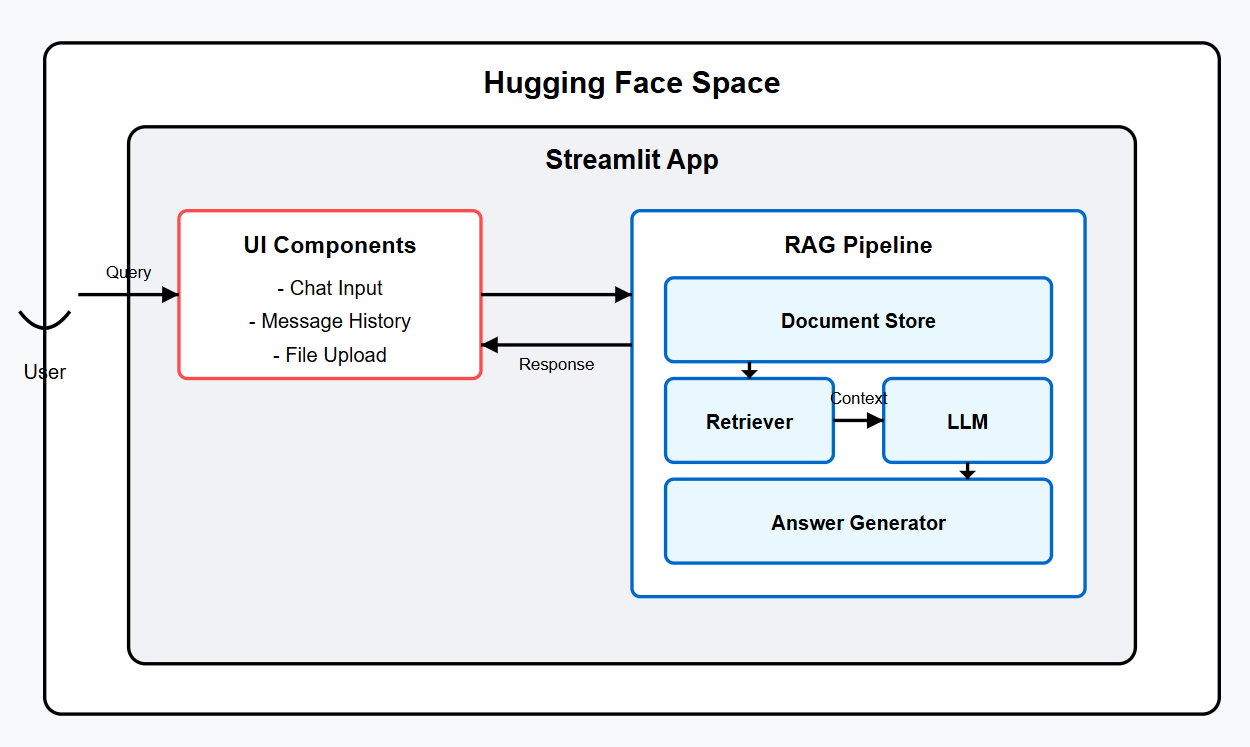 Hugging Face Space
Streamlit App
UI Components
- Chat Input
- Message History
- File Upload
Query
User
Response
RAG Pipeline
Document Store
Retriever
Context
LLM
Answer Generator